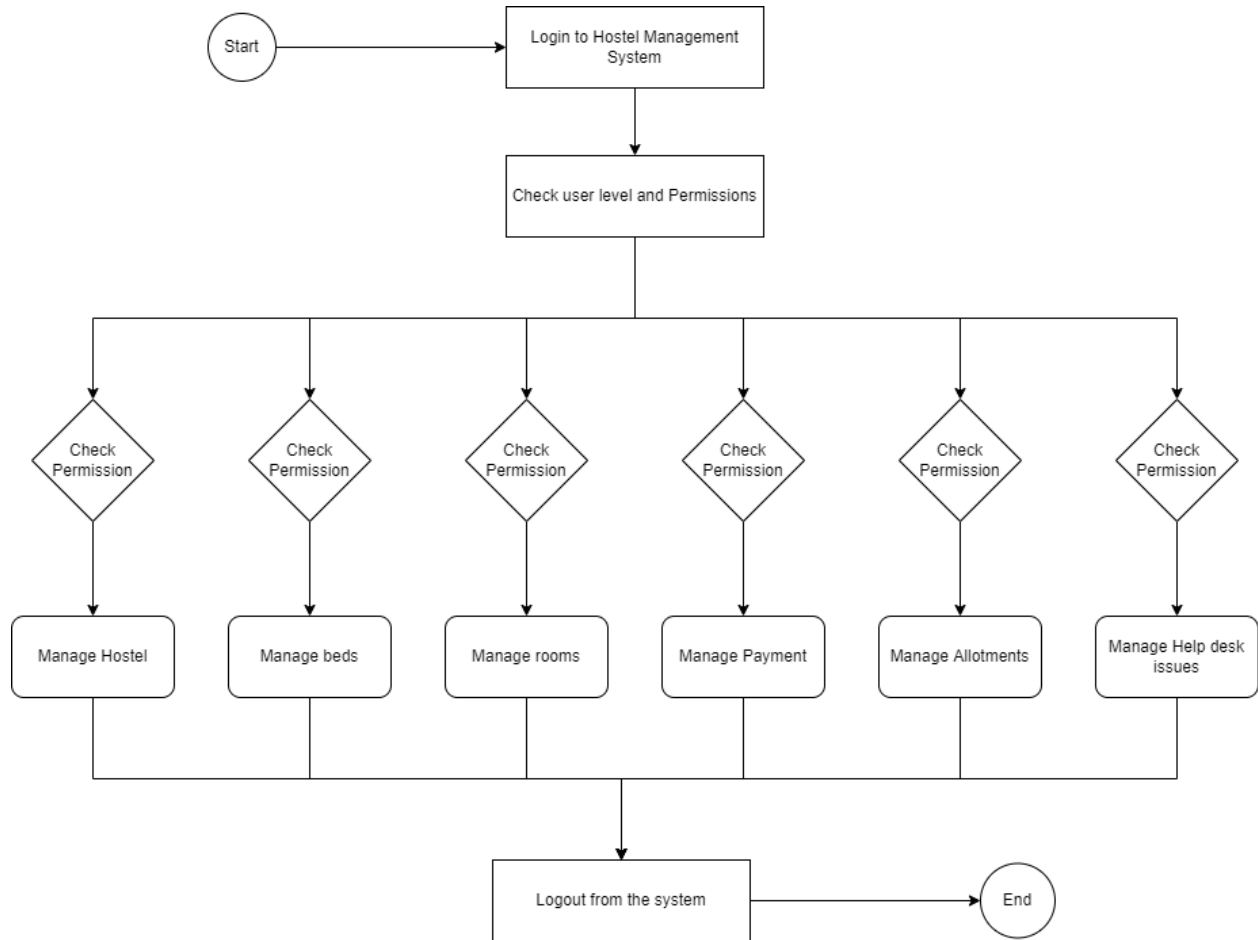 Start
Login to Hostel Management
System
Check user level and Permissions
Check
Permission
Check
Permission
Check
Permission
Check
Permission
Check
Permission
Check
Permission
Manage Hostel
Manage beds
Manage rooms
Manage Payment
Manage Allotments
Manage Help desk
issues
Logout from the system
End